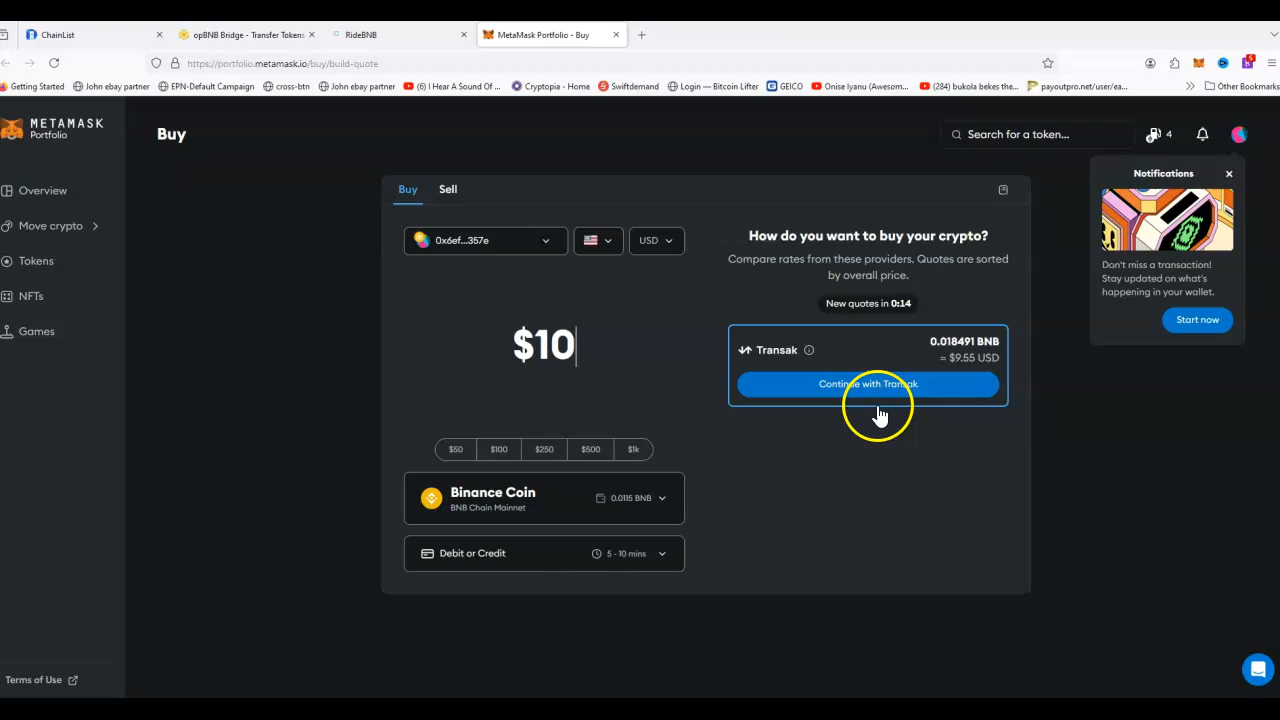 ChainList
opBNB Bridge - Transfer Tokens
RideBNB
MetaMask Portfolio - Buy
https://portfolio.metamask.io/buy/build-quote
Getting Started
John ebay partner
EPN-Default Campaign
cross-btn
John ebay partner
(6) I Hear A Sound Of ...
Cryptopia - Home
Swiftdemand
Login — Bitcoin Lifter
GEICO
Onise Iyanu (Awesom...
(284) bukola bekes the...
payoutpro.net/user/ea...
Other Bookmarks
METAMASK
Portfolio
Buy
Search for a token...
4
Overview
Move crypto
Tokens
NFTs
Games
Terms of Use
Buy
Sell
0x6ef...357e
USD
$10
$50
$100
$250
$500
$1k
Binance Coin
BNB Chain Mainnet
0.0115 BNB
Debit or Credit
5 - 10 mins
How do you want to buy your crypto?
Compare rates from these providers. Quotes are sorted
by overall price.
New quotes in 0:14
Transak
0.018491 BNB
= $9.55 USD
Continue with Transak
Notifications
Don't miss a transaction!
Stay updated on what's
happening in your wallet.
Start now